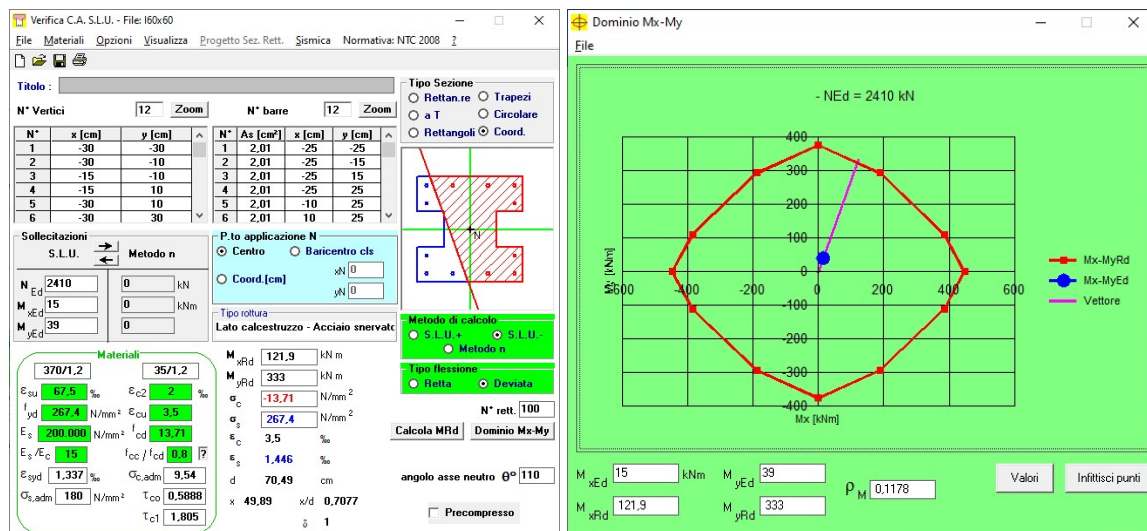 Verifica C.A. S.L.U. - File: I60x60
File Materiali Opzioni Visualizza Progetto Sez. Rett. Sismica Normativa: NTC 2008 ?
Titolo :
N° Vertici 12 Zoom N° barre 12 Zoom
N° x [cm] y [cm]
1 -30 -30
2 -30 -10
3 -15 -10
4 -15 10
5 -30 10
6 -30 30
N° As [cm²] x [cm] y [cm]
1 2,01 -25 -25
2 2,01 -25 -15
3 2,01 -25 15
4 2,01 -25 25
5 2,01 -10 25
6 2,01 10 25
Tipo Sezione
Rettan.re Trapezi
a T Circolare
Rettangoli Coord.
N
Sollecitazioni
S.L.U. Metodo n
N Ed 2410 0 kN
M xEd 15 0 kNm
M yEd 39 0
P.to applicazione N
Centro Baricentro cls
Coord.[cm] xN 0
yN 0
Tipo rottura
Lato calcestruzzo - Acciaio snervato
Metodo di calcolo
S.L.U.+ S.L.U.-
Metodo n
Tipo flessione
Retta Deviata
N° rett. 100
Calcola MRd Dominio Mx-My
angolo asse neutro θ° 110
Precompresso
Materiali
370/1,2 35/1,2
εsu 67,5 ‰ εc2 2 ‰
fyd 267,4 N/mm² εcu 3,5
Es 200.000 N/mm² fcd 13,71
Es/Ec 15 fcc / fcd 0,8 ?
εsyd 1,337 ‰ σc,adm 9,54
σs,adm 180 N/mm² τco 0,5888
τc1 1,805
M xRd 121,9 kN m
M yRd 333 kN m
σc -13,71 N/mm²
σs 267,4 N/mm²
εc 3,5 ‰
εs 1,446 ‰
d 70,49 cm
x 49,89 x/d 0,7077
δ 1
Dominio Mx-My
File
- NEd = 2410 kN
400
300
200
100
0
-100
-200
-300
-400
-400 -200 0 200 400 600
Mx [kNm]
Mx-MyRd
Mx-MyEd
Vettore
M xEd 15 kNm M yEd 39
M xRd 121,9 M yRd 333
ρM 0,1178
Valori Infittisci punti